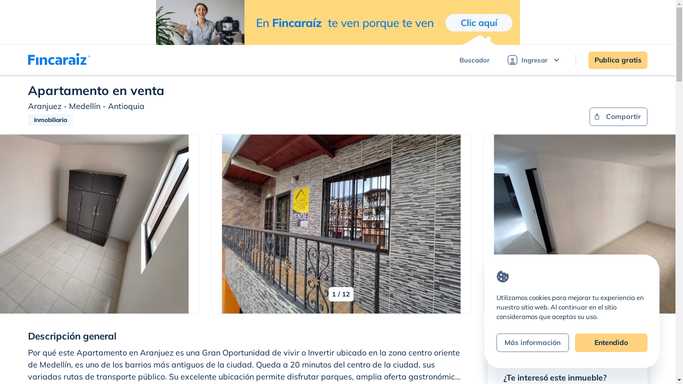 En Fincaraíz te ven porque te ven
Clic aquí
Fincaraíz
Buscador
Ingresar
Publica gratis
Apartamento en venta
Aranjuez - Medellín - Antioquia
Inmobiliaria
Compartir
1 / 12
Utilizamos cookies para mejorar tu experiencia en
nuestro sitio web. Al continuar en el sitio
consideramos que aceptas su uso.
Más información
Entendido
Descripción general
Por qué este Apartamento en Aranjuez es una Gran Oportunidad de vivir o Invertir ubicado en la zona centro oriente
de Medellín, es uno de los barrios más antiguos de la ciudad. Queda a 20 minutos del centro de la ciudad, sus
variadas rutas de transporte público. Su excelente ubicación permite disfrutar parques, amplia oferta gastronómic...
¿Te interesó este inmueble?